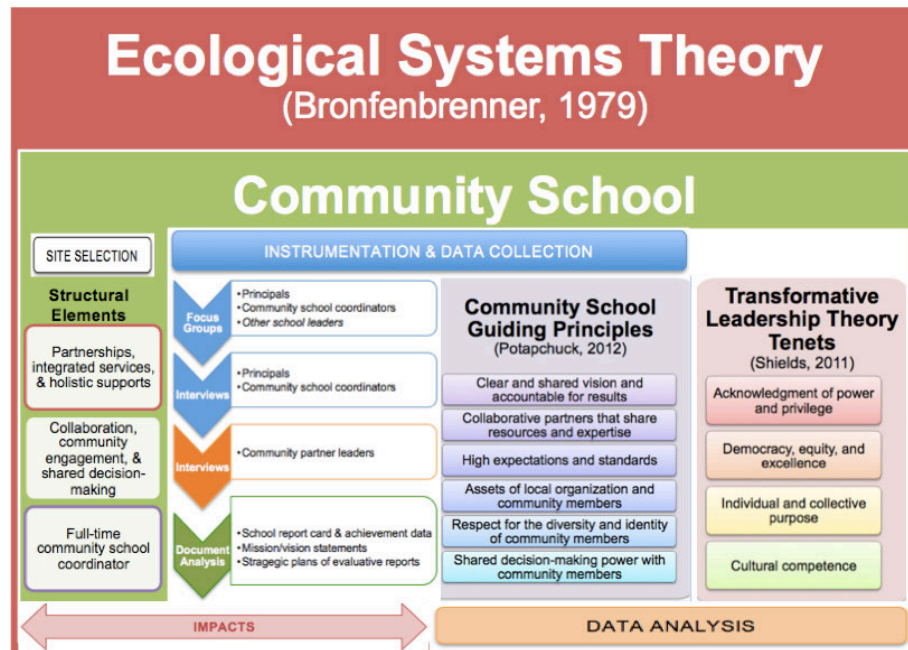 Ecological Systems Theory
(Bronfenbrenner, 1979)
Community School
SITE SELECTION
INSTRUMENTATION & DATA COLLECTION
Structural
Elements
Partnerships,
integrated services,
& holistic supports
Collaboration,
community
engagement, &
shared decision-
making
Full-time
community school
coordinator
Focus
Groups
•Principals
•Community school coordinators
•Other school leaders
Interviews
•Principals
•Community school coordinators
Interviews
•Community partner leaders
Document
Analysis
•School report card & achievement data
•Mission/vision statements
•Stragegic plans of evaluative reports
Community School
Guiding Principles
(Potapchuck, 2012)
Clear and shared vision and
accountable for results
Collaborative partners that share
resources and expertise
High expectations and standards
Assets of local organization and
community members
Respect for the diversity and identity
of community members
Shared decision-making power with
community members
Transformative
Leadership Theory
Tenets
(Shields, 2011)
Acknowledgment of power
and privilege
Democracy, equity, and
excellence
Individual and collective
purpose
Cultural competence
IMPACTS
DATA ANALYSIS